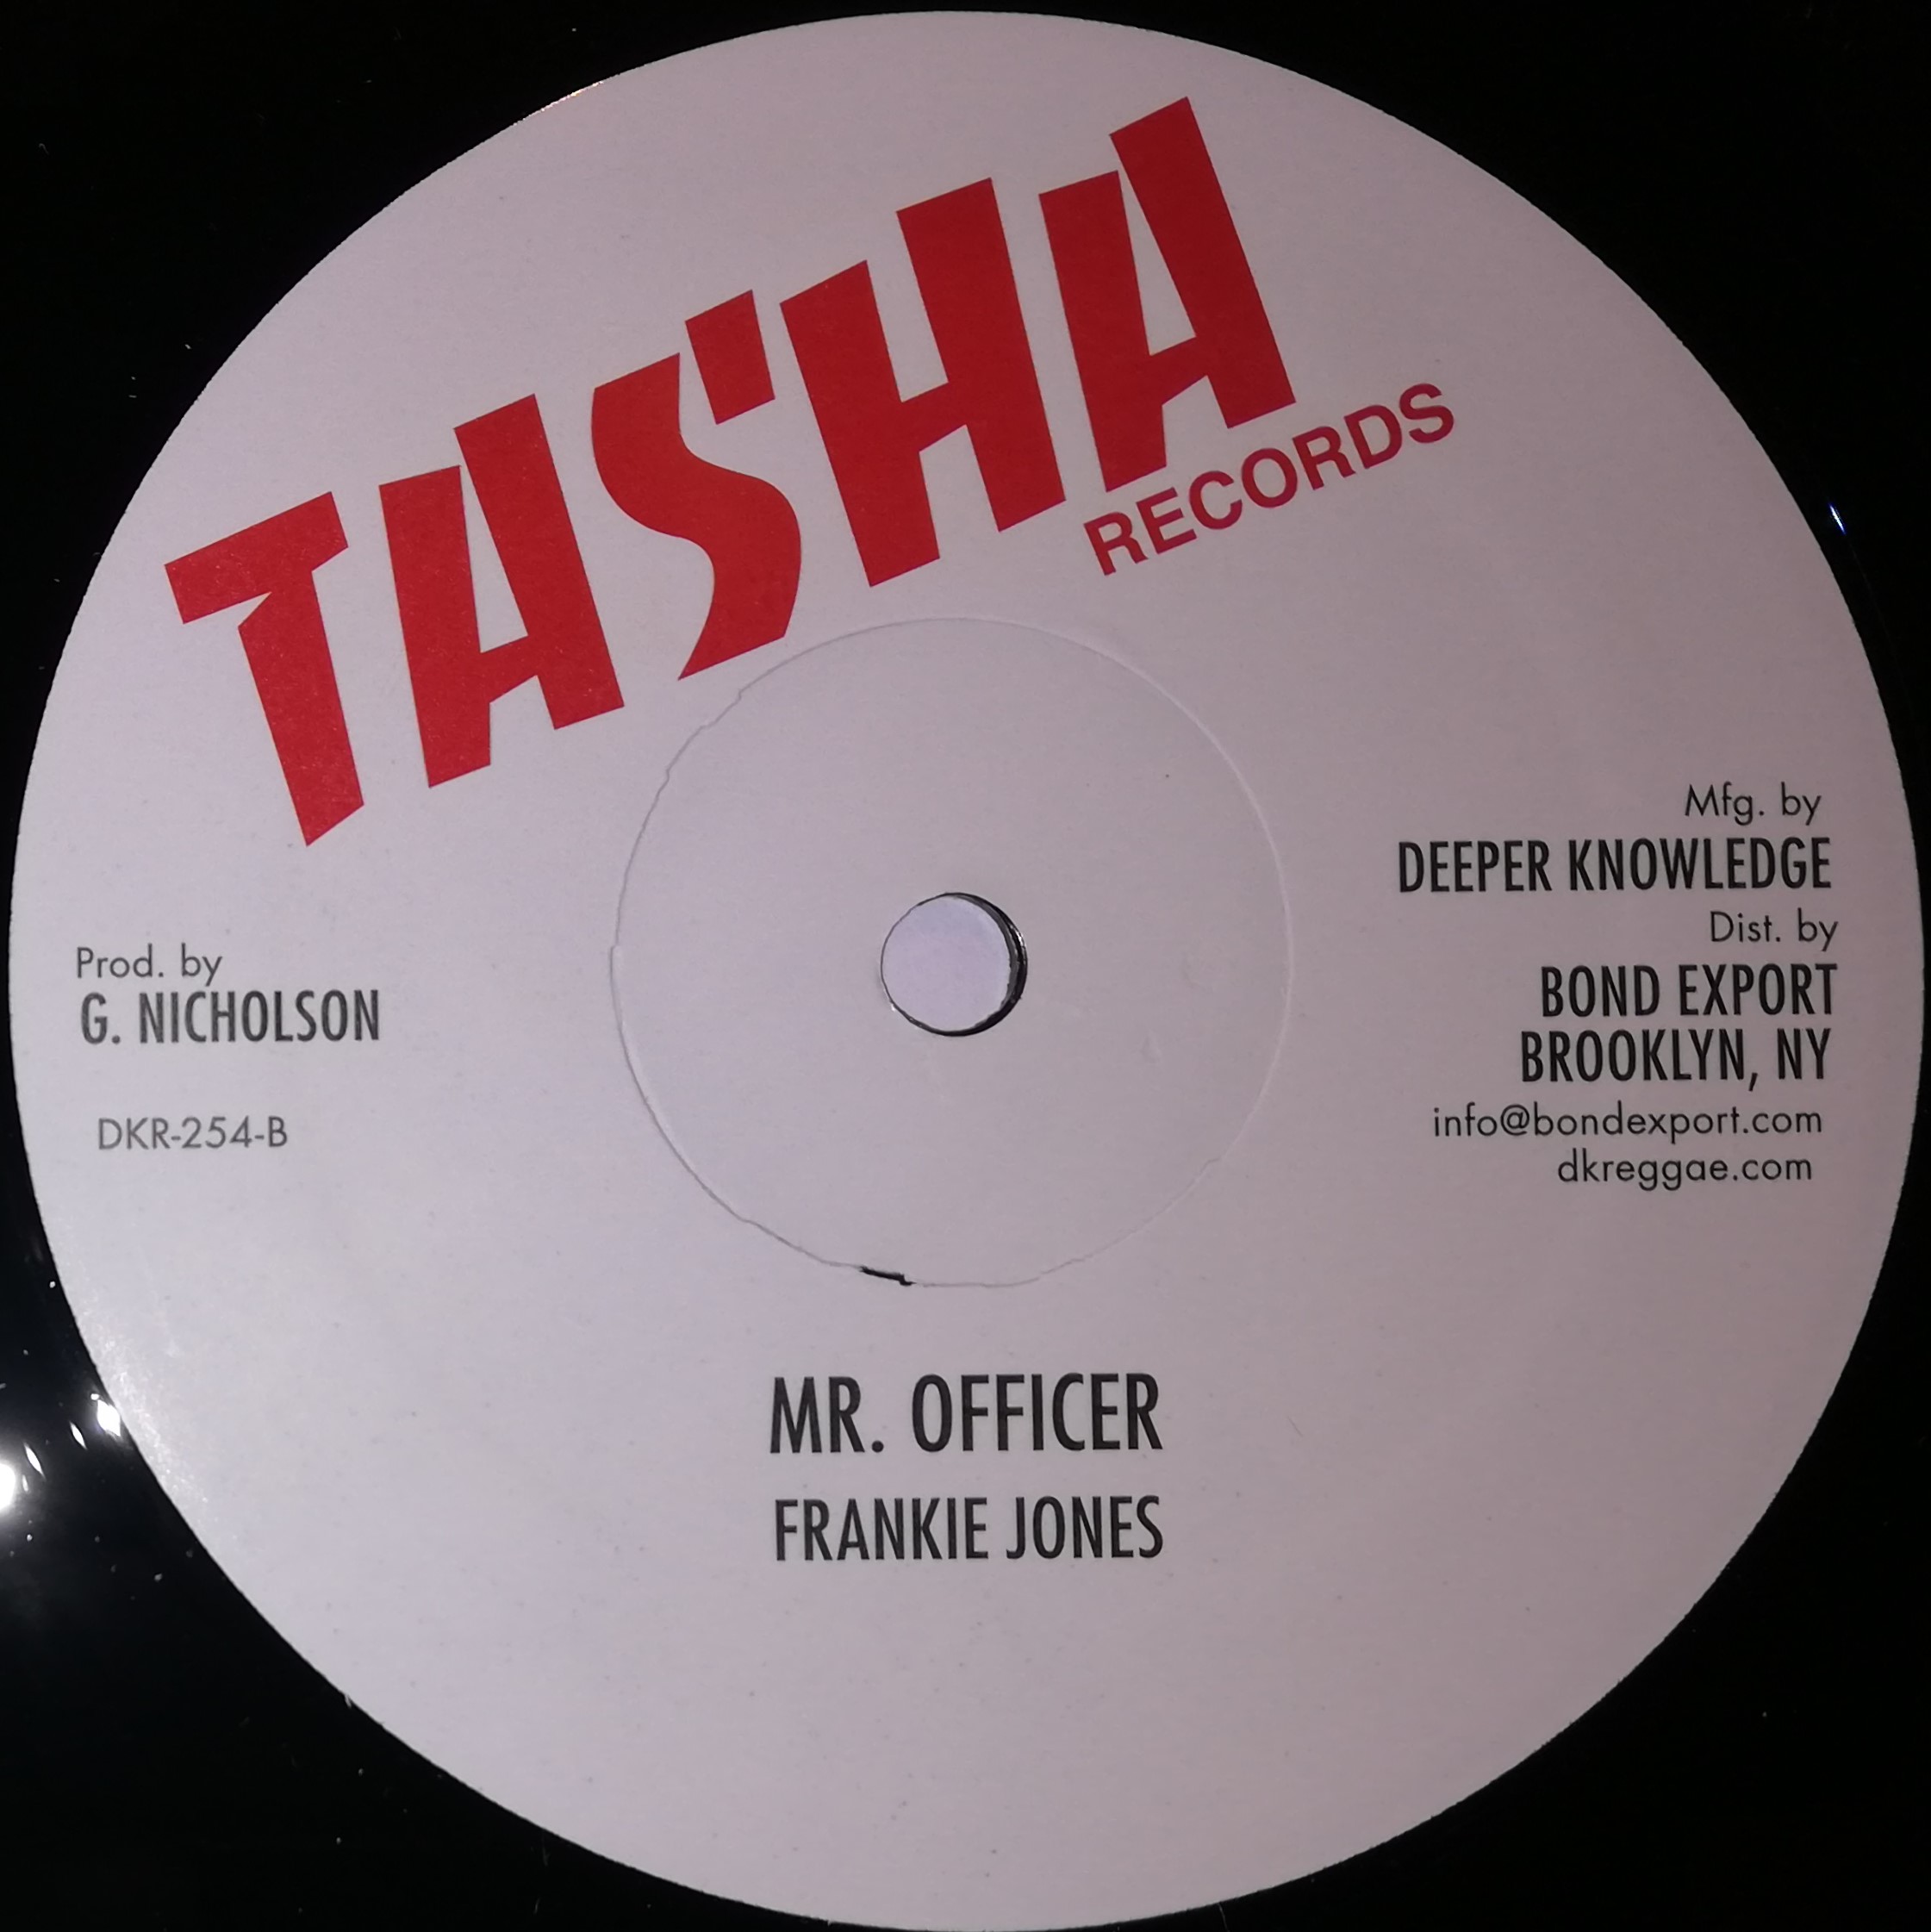 TASHA
RECORDS
Prod. by
G. NICHOLSON
DKR-254-B
Mfg. by
DEEPER KNOWLEDGE
Dist. by
BOND EXPORT
BROOKLYN, NY
info@bondexport.com
dkreggae.com
MR. OFFICER
FRANKIE JONES